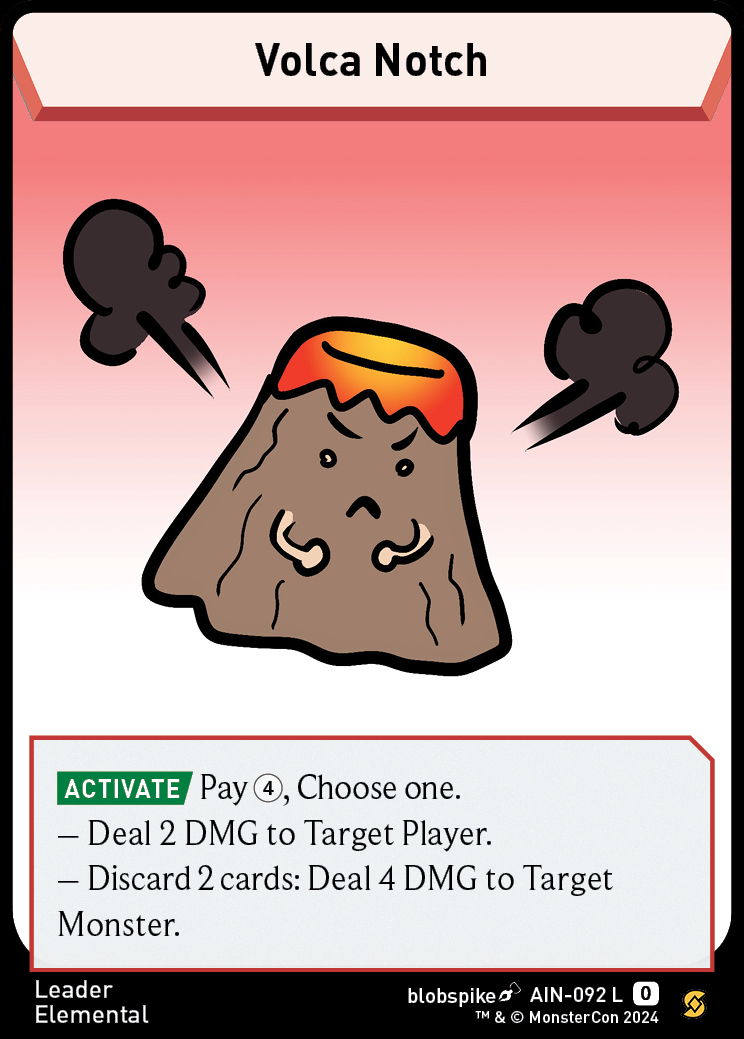 Volca Notch
ACTIVATE Pay ④, Choose one.
– Deal 2 DMG to Target Player.
– Discard 2 cards: Deal 4 DMG to Target
Monster.
Leader
Elemental
blobspike AIN-092 L 0
™ & © MonsterCon 2024